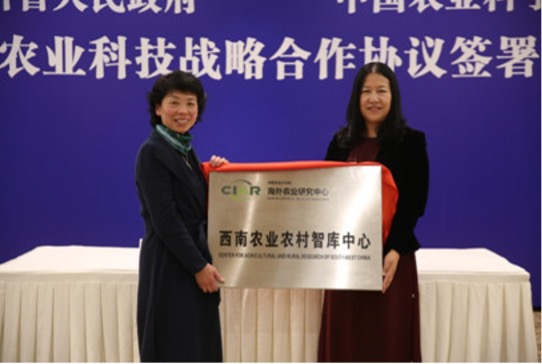 省人民政府 中国农业科学
农业科技战略合作协议签署
海外农业研究中心
西南农业农村智库中心
CENTER FOR AGRICULTURAL AND RURAL RESEARCH OF SOUTHWEST CHINA